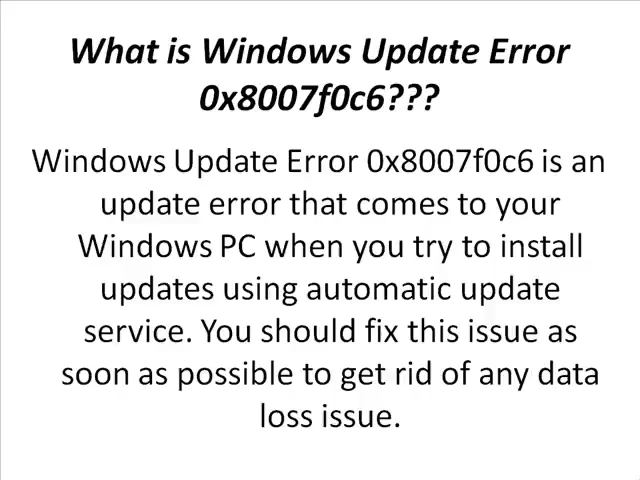 What is Windows Update Error
0x8007f0c6???
Windows Update Error 0x8007f0c6 is an
update error that comes to your
Windows PC when you try to install
updates using automatic update
service. You should fix this issue as
soon as possible to get rid of any data
loss issue.